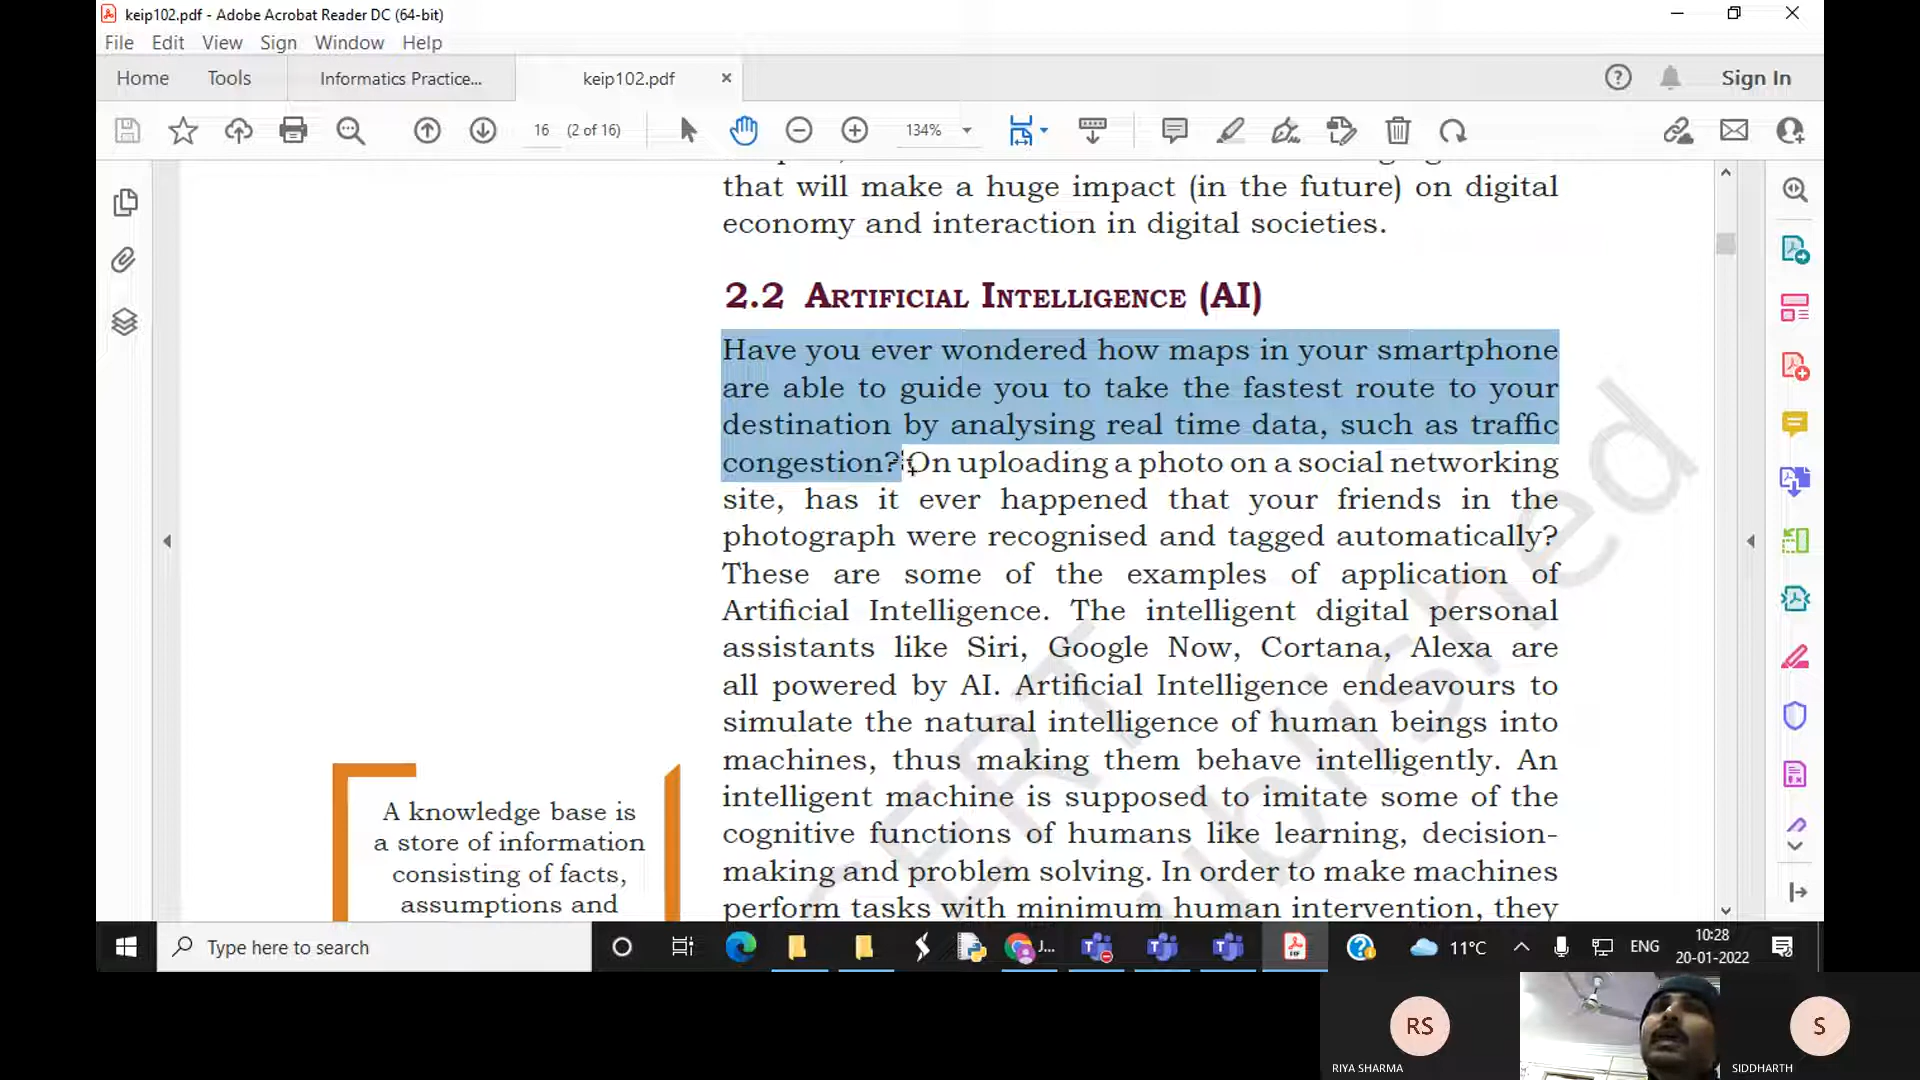 keip102.pdf - Adobe Acrobat Reader DC (64-bit)
File Edit View Sign Window Help
Home Tools Informatics Practice... keip102.pdf Sign In
16 (2 of 16) 134%
that will make a huge impact (in the future) on digital
economy and interaction in digital societies.
2.2 Artificial Intelligence (AI)
Have you ever wondered how maps in your smartphone
are able to guide you to take the fastest route to your
destination by analysing real time data, such as traffic
congestion? On uploading a photo on a social networking
site, has it ever happened that your friends in the
photograph were recognised and tagged automatically?
These are some of the examples of application of
Artificial Intelligence. The intelligent digital personal
assistants like Siri, Google Now, Cortana, Alexa are
all powered by AI. Artificial Intelligence endeavours to
simulate the natural intelligence of human beings into
machines, thus making them behave intelligently. An
intelligent machine is supposed to imitate some of the
cognitive functions of humans like learning, decision-
making and problem solving. In order to make machines
perform tasks with minimum human intervention, they
A knowledge base is
a store of information
consisting of facts,
assumptions and
Type here to search
J...
11°C
ENG
10:28
20-01-2022
RS
RIYA SHARMA
S
SIDDHARTH